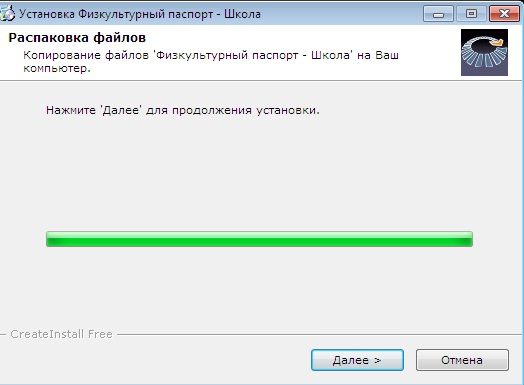 Установка Физкультурный паспорт - Школа
Распаковка файлов
Копирование файлов 'Физкультурный паспорт - Школа' на Ваш
компьютер.
Нажмите 'Далее' для продолжения установки.
CreateInstall Free
Далее >
Отмена